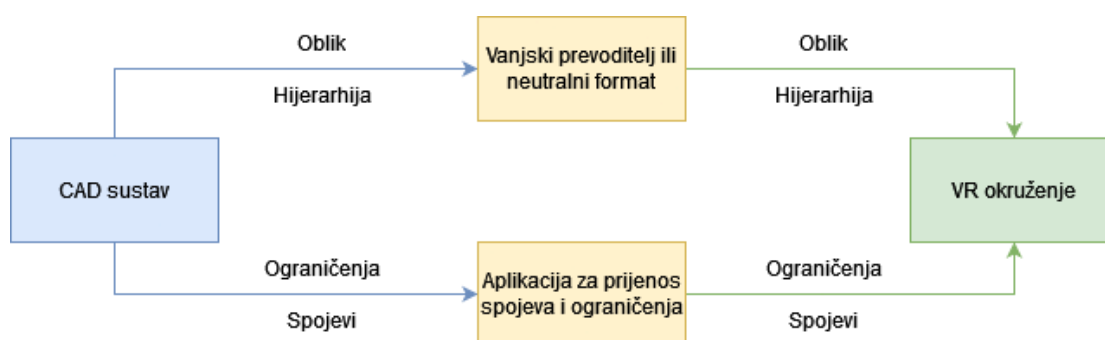 Oblik
Hijerarhija
Vanjski prevoditelj ili
neutralni format
Oblik
Hijerarhija
CAD sustav
VR okruženje
Ograničenja
Spojevi
Aplikacija za prijenos
spojeva i ograničenja
Ograničenja
Spojevi